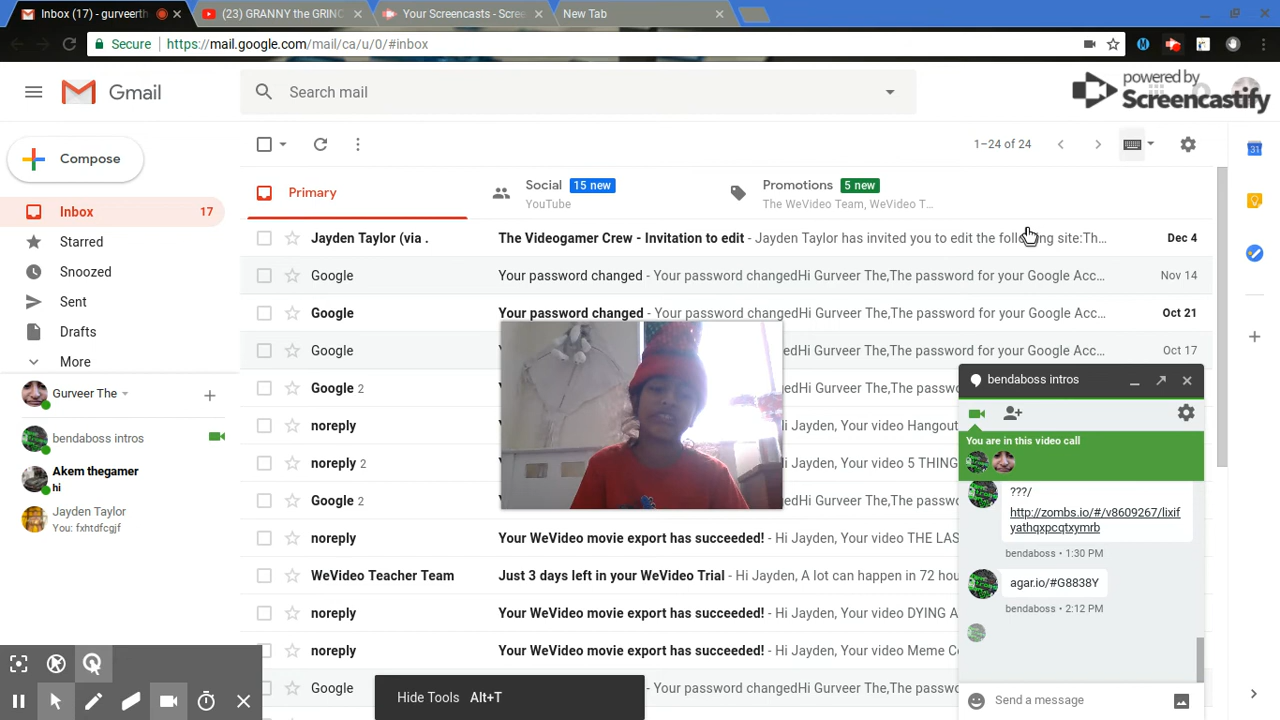 Inbox (17) - gurveerth
(23) GRANNY the GRINC
Your Screencasts - Scree
New Tab
Secure
https://mail.google.com/mail/ca/u/0/#inbox
Gmail
Search mail
powered by
Screencastify
Compose
1–24 of 24
Inbox 17
Starred
Snoozed
Sent
Drafts
More
Primary
Social 15 new
YouTube
Promotions 5 new
The WeVideo Team, WeVideo T...
Jayden Taylor (via . The Videogamer Crew - Invitation to edit - Jayden Taylor has invited you to edit the following site:Th... Dec 4
Google Your password changed - Your password changedHi Gurveer The,The password for your Google Acc... Nov 14
Google Your password changed - Your password changedHi Gurveer The,The password for your Google Acc... Oct 21
Google edHi Gurveer The,The password for your Google Acc... Oct 17
Google 2 edHi Gurveer The,The passwo
noreply , Your video Hangout
noreply 2 , Your video 5 THING
Google 2 edHi Gurveer The,The passwo
noreply Your WeVideo movie export has succeeded! - Hi Jayden, Your video THE LAS
WeVideo Teacher Team Just 3 days left in your WeVideo Trial - Hi Jayden, A lot can happen in 72 hou
noreply Your WeVideo movie export has succeeded! - Hi Jayden, Your video DYING A
noreply Your WeVideo movie export has succeeded! - Hi Jayden, Your video Meme Co
Google - Your password changedHi Gurveer The,The passwo
Gurveer The
bendaboss intros
Akem thegamer
hi
Jayden Taylor
You: fxhtdfcgjf
bendaboss intros
You are in this video call
???/
http://zombs.io/#/v8609267/lixif
yathqxpcqtxymrb
bendaboss • 1:30 PM
agar.io/#G8838Y
bendaboss • 2:12 PM
Send a message
Hide Tools Alt+T